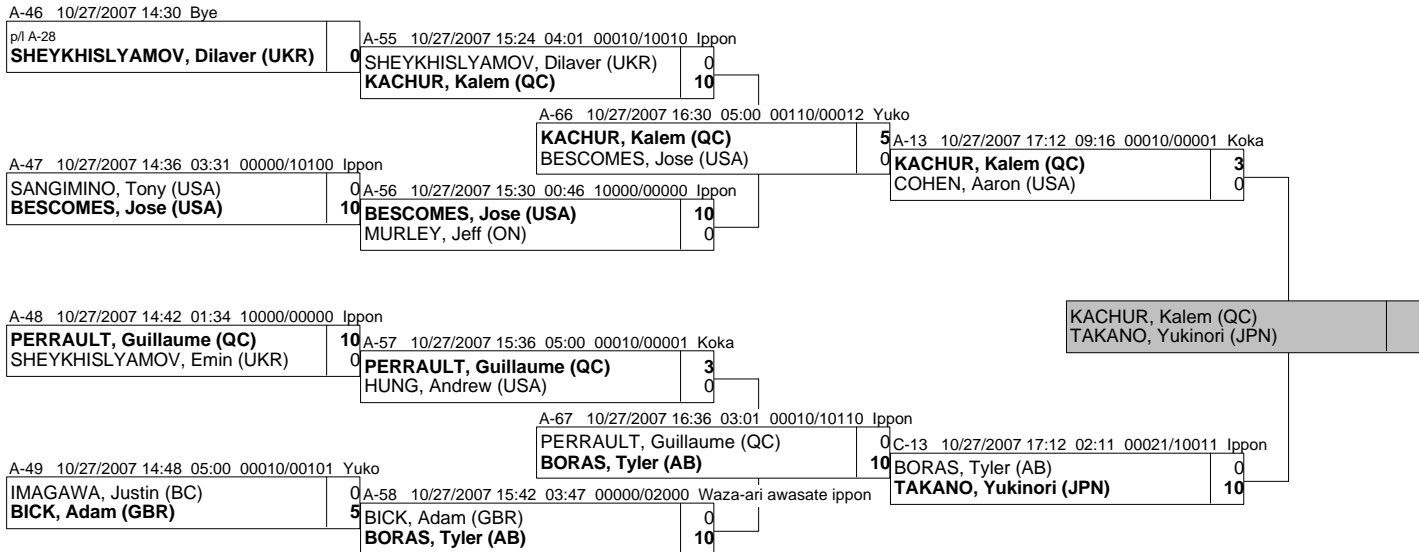 A-46 10/27/2007 14:30 Bye
p/l A-28
SHEYKHISLYAMOV, Dilaver (UKR) 0
A-47 10/27/2007 14:36 03:31 00000/10100 Ippon
SANGIMINO, Tony (USA) 0
BESCOMES, Jose (USA) 10
A-48 10/27/2007 14:42 01:34 10000/00000 Ippon
PERRAULT, Guillaume (QC) 10
SHEYKHISLYAMOV, Emin (UKR) 0
A-49 10/27/2007 14:48 05:00 00010/00101 Yuko
IMAGAWA, Justin (BC) 0
BICK, Adam (GBR) 5
A-55 10/27/2007 15:24 04:01 00010/10010 Ippon
SHEYKHISLYAMOV, Dilaver (UKR) 0
KACHUR, Kalem (QC) 10
A-56 10/27/2007 15:30 00:46 10000/00000 Ippon
BESCOMES, Jose (USA) 10
MURLEY, Jeff (ON) 0
A-57 10/27/2007 15:36 05:00 00010/00001 Koka
PERRAULT, Guillaume (QC) 3
HUNG, Andrew (USA) 0
A-58 10/27/2007 15:42 03:47 00000/02000 Waza-ari awasate ippon
BICK, Adam (GBR) 0
BORAS, Tyler (AB) 10
A-66 10/27/2007 16:30 05:00 00110/00012 Yuko
KACHUR, Kalem (QC) 5
BESCOMES, Jose (USA) 0
A-67 10/27/2007 16:36 03:01 00010/10110 Ippon
PERRAULT, Guillaume (QC) 0
BORAS, Tyler (AB) 10
A-13 10/27/2007 17:12 09:16 00010/00001 Koka
KACHUR, Kalem (QC) 3
COHEN, Aaron (USA) 0
C-13 10/27/2007 17:12 02:11 00021/10011 Ippon
BORAS, Tyler (AB) 0
TAKANO, Yukinori (JPN) 10
KACHUR, Kalem (QC)
TAKANO, Yukinori (JPN)